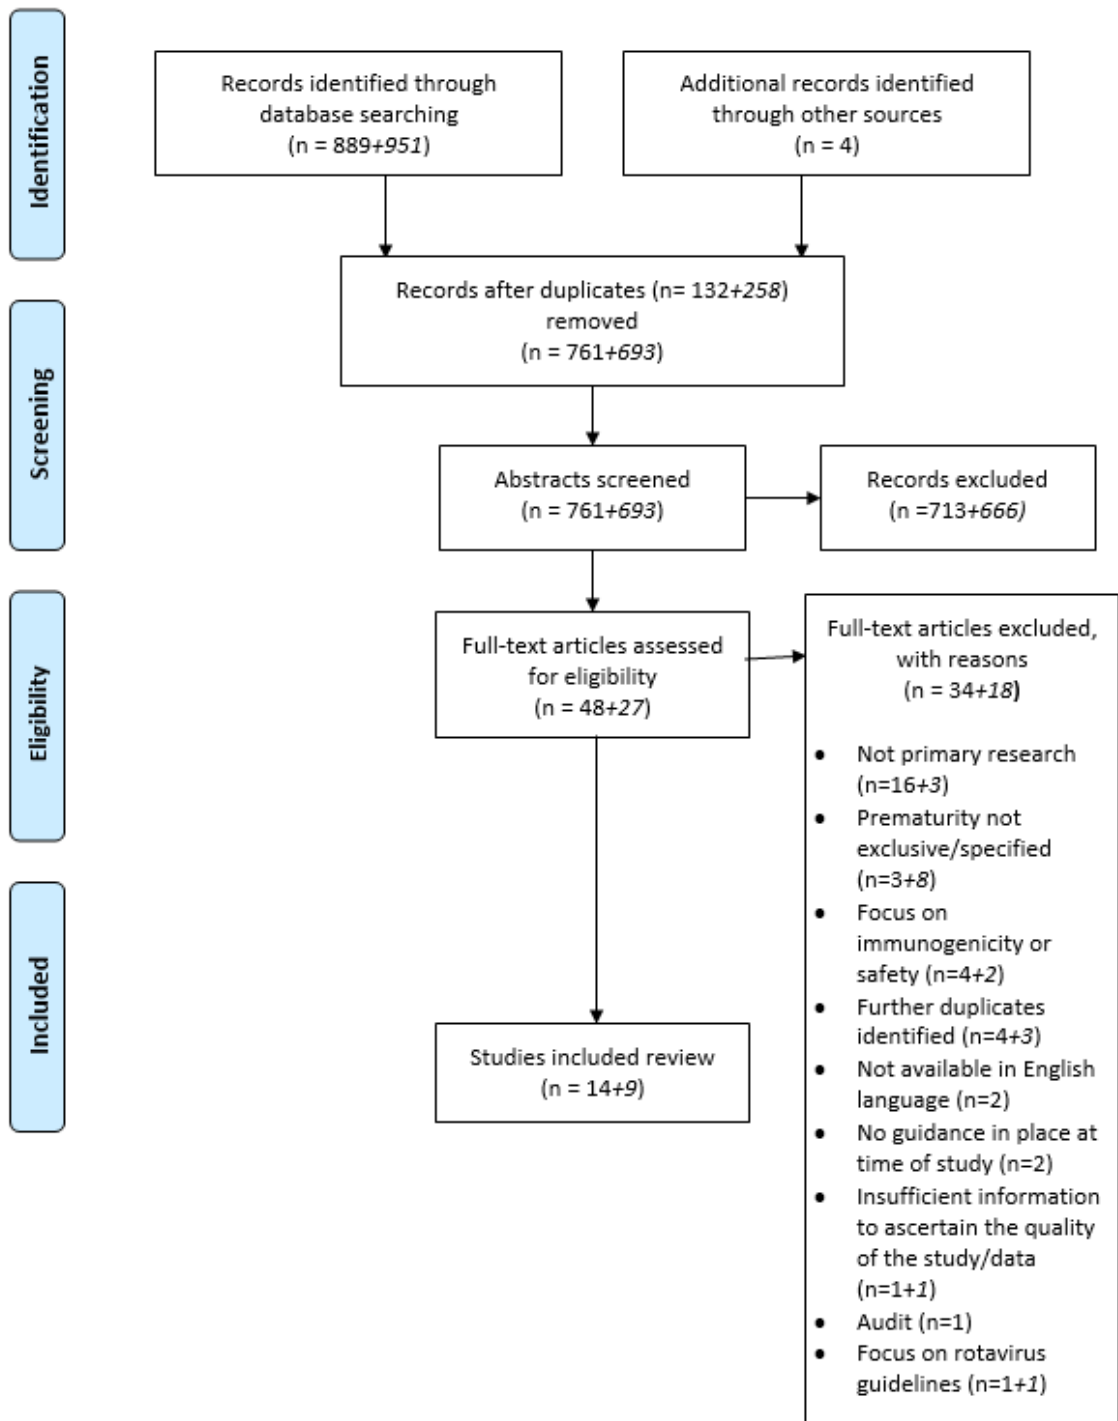 Identification
Records identified through
database searching
(n = 889+951)
Additional records identified
through other sources
(n = 4)
Records after duplicates (n= 132+258)
removed
(n = 761+693)
Screening
Abstracts screened
(n = 761+693)
Records excluded
(n =713+666)
Eligibility
Full-text articles assessed
for eligibility
(n = 48+27)
Full-text articles excluded,
with reasons
(n = 34+18)
• Not primary research
(n=16+3)
• Prematurity not
exclusive/specified
(n=3+8)
• Focus on
immunogenicity or
safety (n=4+2)
• Further duplicates
identified (n=4+3)
• Not available in English
language (n=2)
• No guidance in place at
time of study (n=2)
• Insufficient information
to ascertain the quality
of the study/data
(n=1+1)
• Audit (n=1)
• Focus on rotavirus
guidelines (n=1+1)
Included
Studies included review
(n = 14+9)